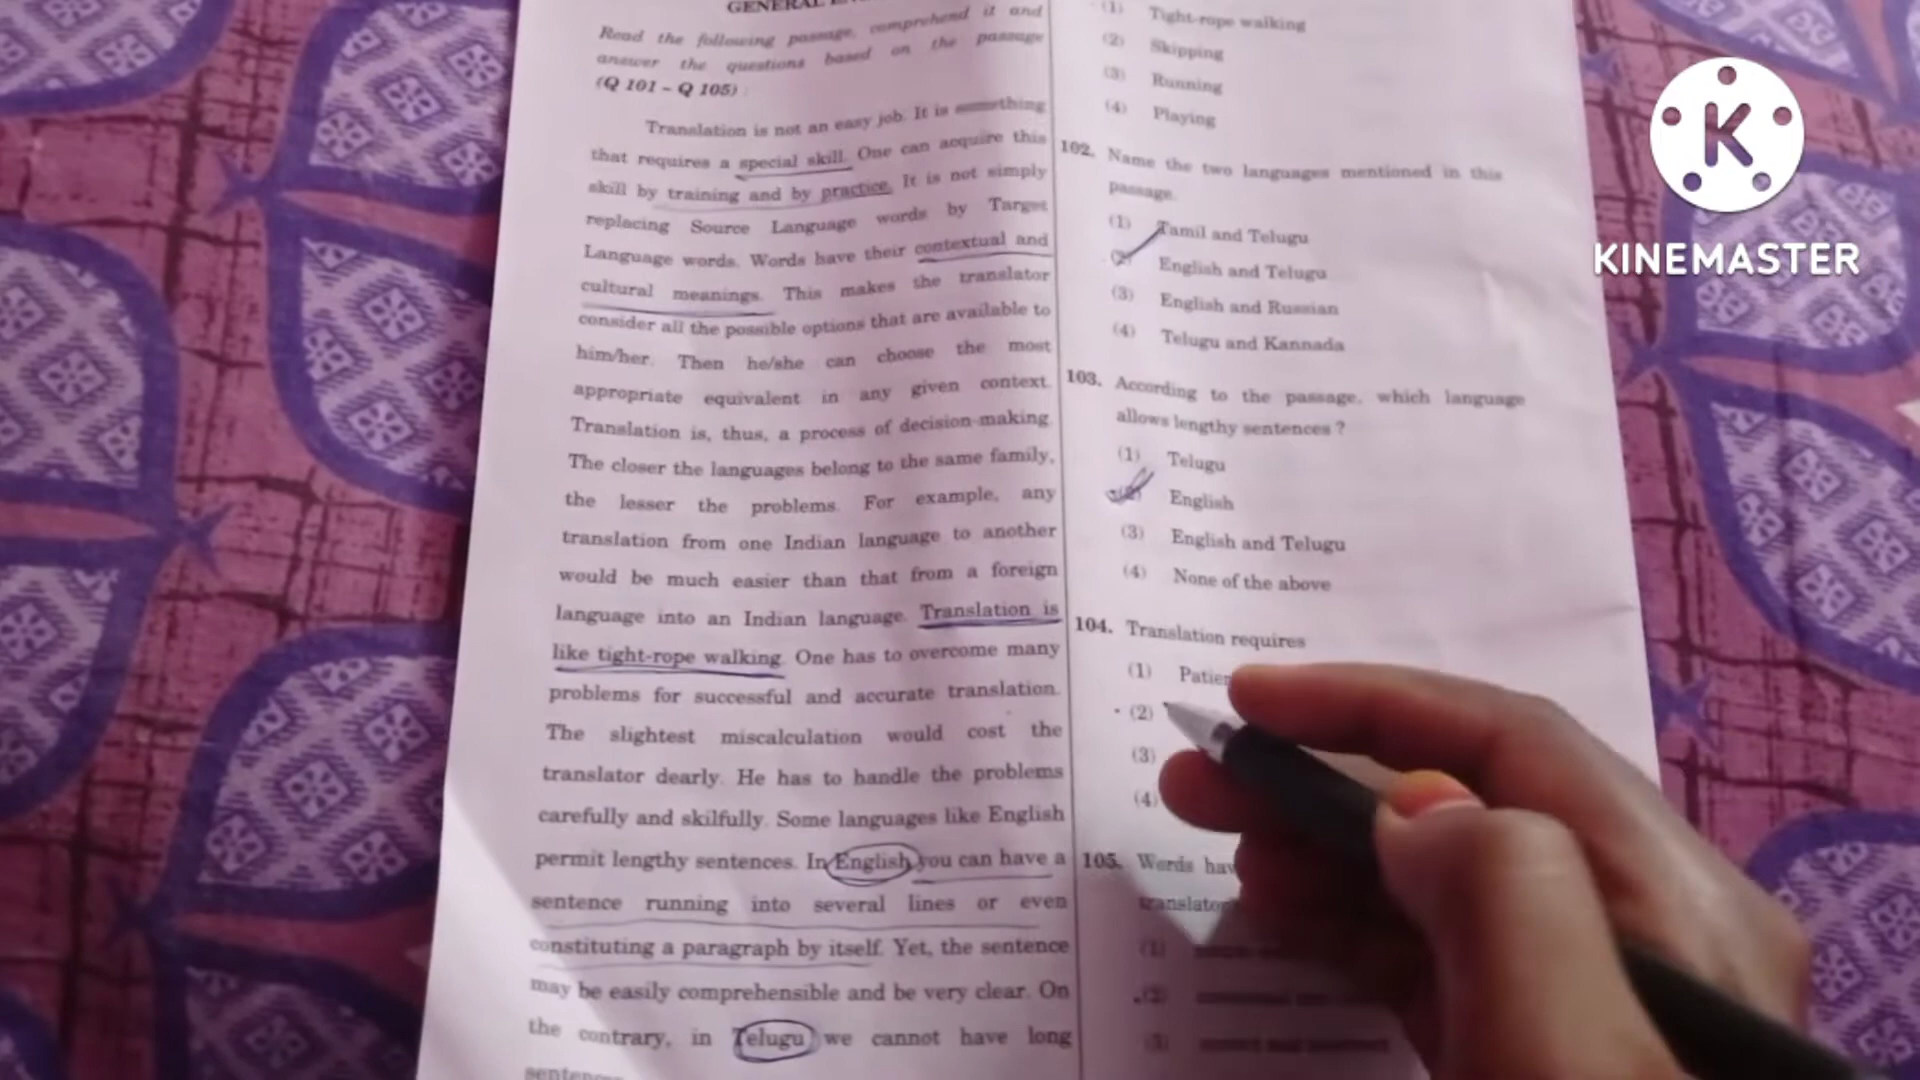 GENERAL
Read the following passage, comprehend it and
answer the questions based on the passage
(Q 101 – Q 105) :
Translation is not an easy job. It is something
that requires a special skill. One can acquire this
skill by training and by practice. It is not simply
replacing Source Language words by Target
Language words. Words have their contextual and
cultural meanings. This makes the translator
consider all the possible options that are available to
him/her. Then he/she can choose the most
appropriate equivalent in any given context.
Translation is, thus, a process of decision-making.
The closer the languages belong to the same family,
the lesser the problems. For example, any
translation from one Indian language to another
would be much easier than that from a foreign
language into an Indian language. Translation is
like tight-rope walking. One has to overcome many
problems for successful and accurate translation.
The slightest miscalculation would cost the
translator dearly. He has to handle the problems
carefully and skilfully. Some languages like English
permit lengthy sentences. In English you can have a
sentence running into several lines or even
constituting a paragraph by itself. Yet, the sentence
may be easily comprehensible and be very clear. On
the contrary, in Telugu we cannot have long
(1) Tight-rope walking
(2) Skipping
(3) Running
(4) Playing
102. Name the two languages mentioned in this
passage.
(1) Tamil and Telugu
(2) English and Telugu
(3) English and Russian
(4) Telugu and Kannada
103. According to the passage, which language
allows lengthy sentences ?
(1) Telugu
(2) English
(3) English and Telugu
(4) None of the above
104. Translation requires
(1)
(2)
(3)
(4)
105. Words
translator
(1)
(2)
(3)
K
KINEMASTER